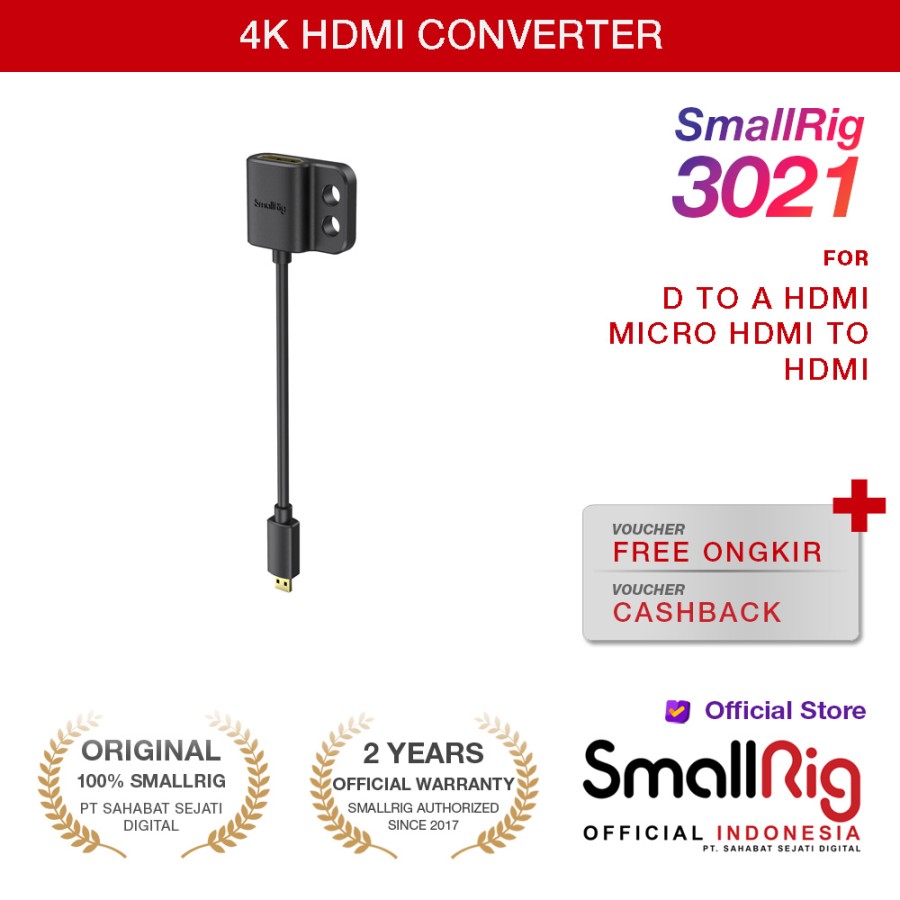 4K HDMI CONVERTER
SmallRig
3021
FOR
D TO A HDMI
MICRO HDMI TO
HDMI
SmallRig
VOUCHER
FREE ONGKIR
VOUCHER
CASHBACK
Official Store
ORIGINAL
100% SMALLRIG
PT SAHABAT SEJATI
DIGITAL
2 YEARS
OFFICIAL WARRANTY
SMALLRIG AUTHORIZED
SINCE 2017
SmallRig
OFFICIAL INDONESIA
PT. SAHABAT SEJATI DIGITAL